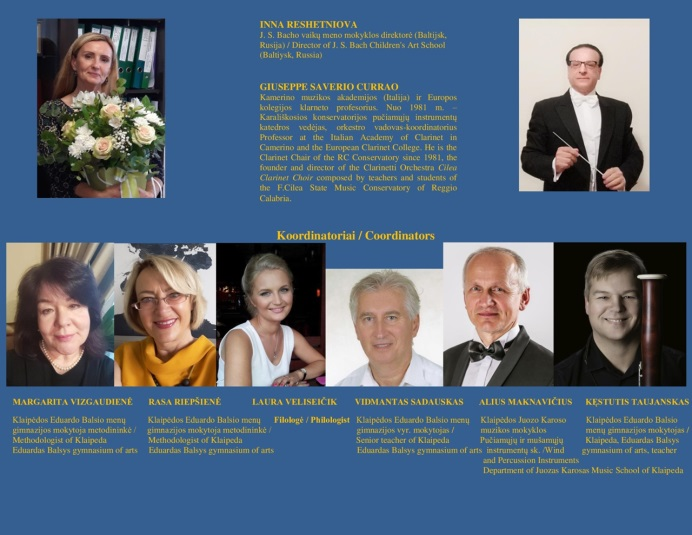 INNA RESHETNIOVA
J. S. Bacho vaikų meno mokyklos direktorė (Baltijsk,
Rusija) / Director of J. S. Bach Children's Art School
(Baltiysk, Russia)
GIUSEPPE SAVERIO CURRAO
Kamerino muzikos akademijos (Italija) ir Europos
kolegijos klarneto profesorius. Nuo 1981 m. –
Karališkosios konservatorijos pučiamųjų instrumentų
katedros vedėjas, orkestro vadovas-koordinatorius
Professor at the Italian Academy of Clarinet in
Camerino and the European Clarinet College. He is the
Clarinet Chair of the RC Conservatory since 1981, the
founder and director of the Clarinetti Orchestra Cilea
Clarinet Choir composed by teachers and students of
the F.Cilea State Music Conservatory of Reggio
Calabria.
Koordinatoriai / Coordinators
MARGARITA VIZGAUDIENĖ
Klaipėdos Eduardo Balsio menų
gimnazijos mokytoja metodininkė /
Methodologist of Klaipeda
Eduardas Balsys gymnasium of arts
RASA RIEPŠIENĖ
Klaipėdos Eduardo Balsio menų
gimnazijos mokytoja metodininkė /
Methodologist of Klaipeda
Eduardas Balsys gymnasium of arts
LAURA VELISEIČIK
Filologė / Philologist
VIDMANTAS SADAUSKAS
Klaipėdos Eduardo Balsio menų
gimnazijos vyr. mokytojas /
Senior teacher of Klaipeda
Eduardas Balsys gymnasium of arts
ALIUS MAKNAVIČIUS
Klaipėdos Juozo Karoso
muzikos mokyklos
Pučiamųjų ir mušamųjų
instrumentų sk. /Wind
and Percussion Instruments
Department of Juozas Karosas Music School of Klaipeda
KĘSTUTIS TAUJANSKAS
Klaipėdos Eduardo Balsio
menų gimnazijos mokytojas /
Klaipeda, Eduardas Balsys
gymnasium of arts, teacher